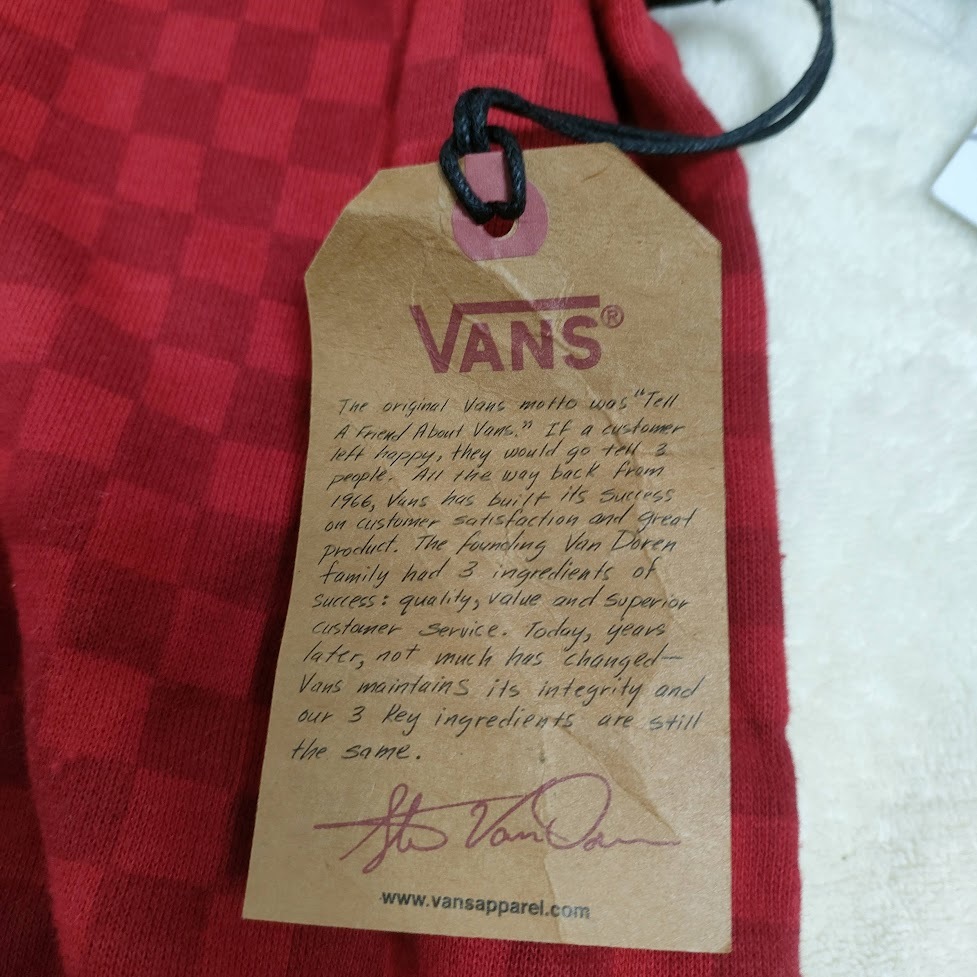 VANS®
The original Vans motto was "Tell
A Friend About Vans." If a customer
left happy, they would go tell 3
people. All the way back from
1966, Vans has built its success
on customer satisfaction and great
product. The founding Van Doren
family had 3 ingredients of
success: quality, value and superior
customer service. Today, years
later, not much has changed—
Vans maintains its integrity and
our 3 key ingredients are still
the same.
Ste Van Doren
www.vansapparel.com